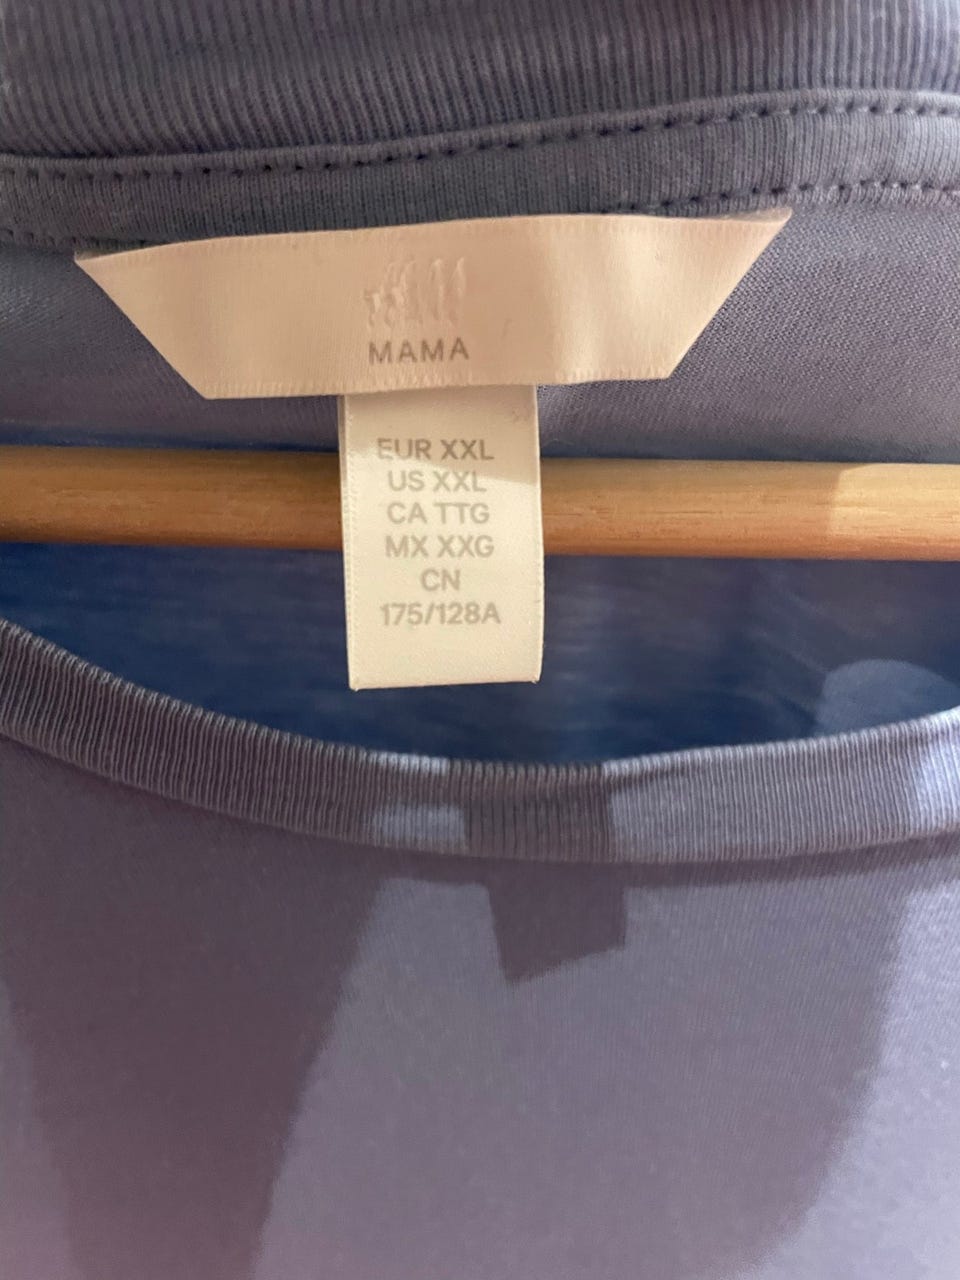 MAMA
EUR XXL
US XXL
CA TTG
MX XXG
CN
175/128A